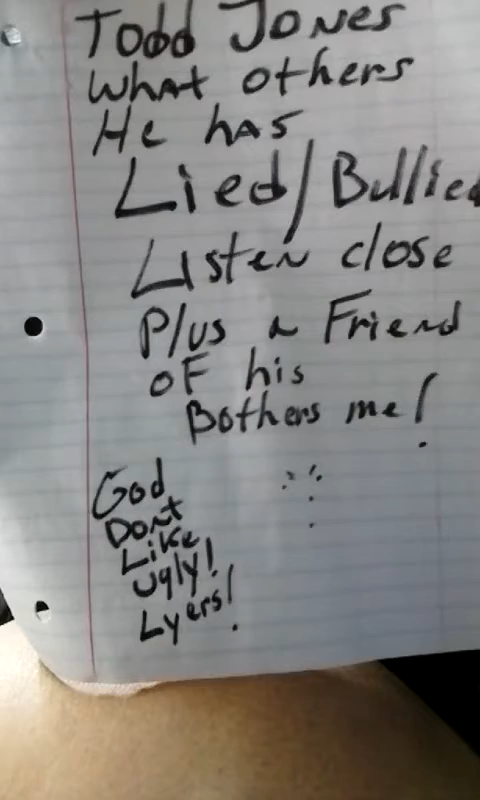 Todd Jones
What others
He has
Lied/Bullied
Listen close
Plus a Friend
OF his
Bothers me!
God
Dont
Like
Ugly!
Lyers!